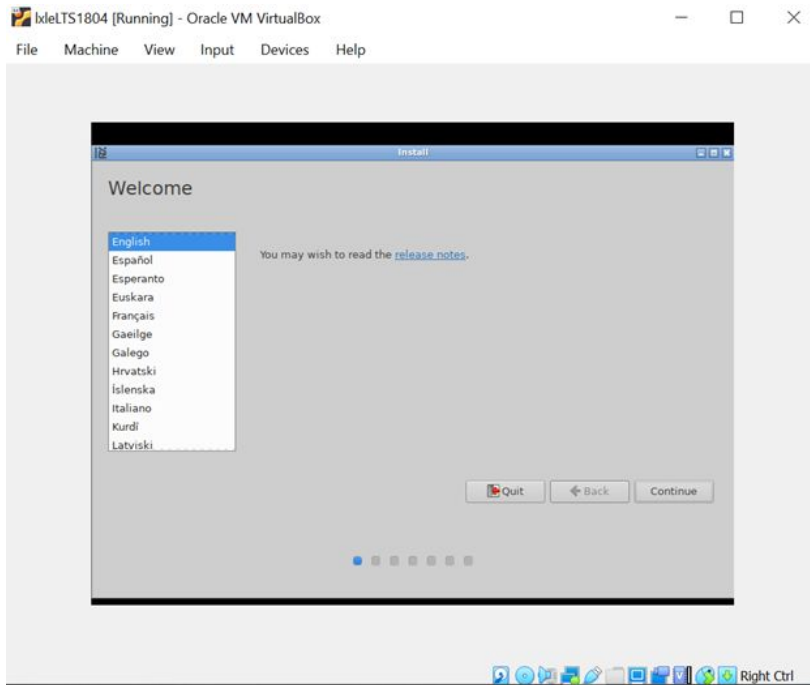 lxleLTS1804 [Running] - Oracle VM VirtualBox
File Machine View Input Devices Help
Install
Welcome
English
Español
Esperanto
Euskara
Français
Gaeilge
Galego
Hrvatski
Íslenska
Italiano
Kurdî
Latviski
You may wish to read the release notes.
Quit Back Continue
Right Ctrl